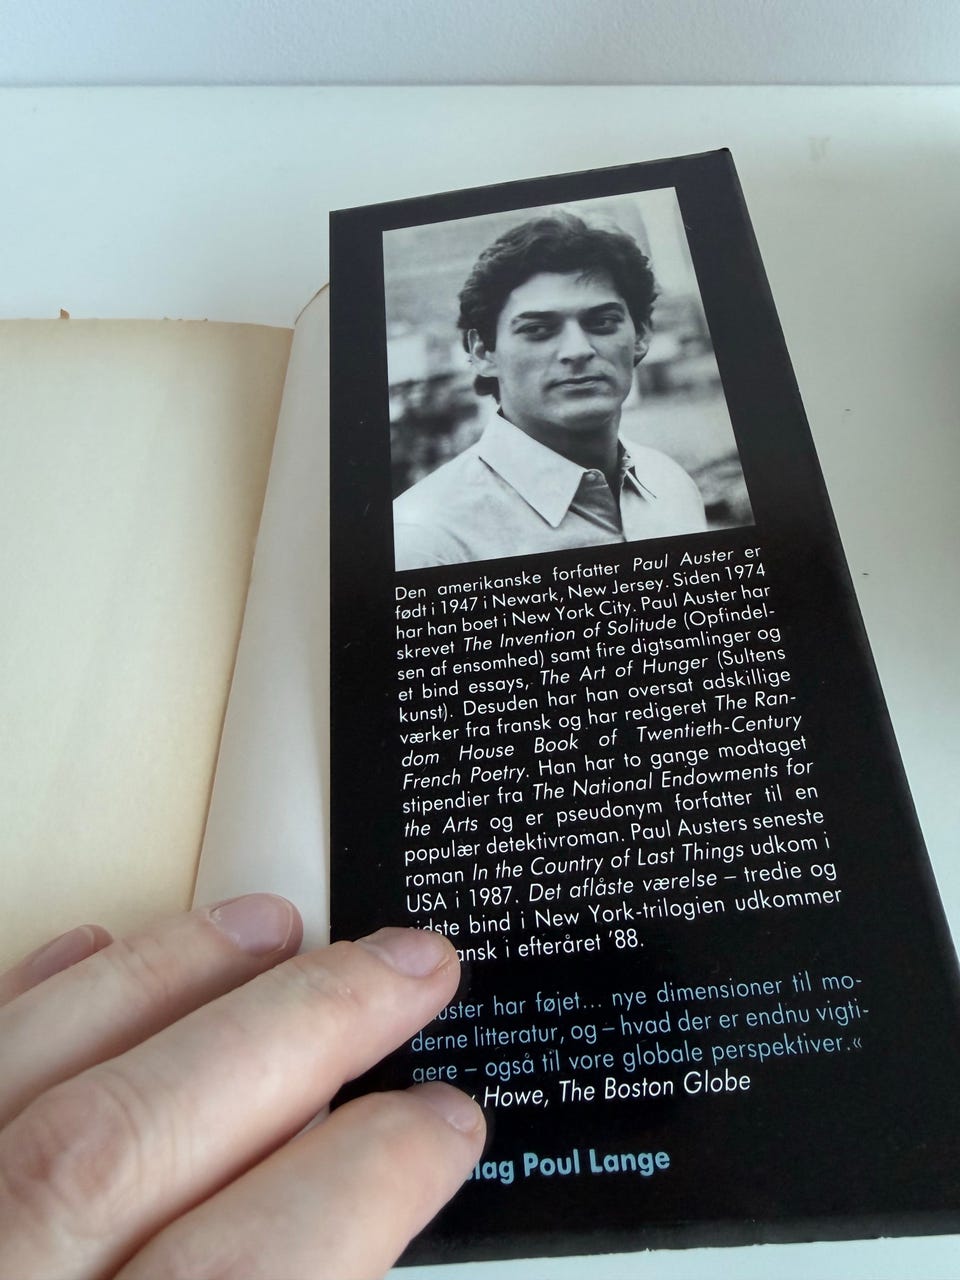 Den amerikanske forfatter Paul Auster er
født i 1947 i Newark, New Jersey. Siden 1974
har han boet i New York City. Paul Auster har
skrevet The Invention of Solitude (Opfindel-
sen af ensomhed) samt fire digtsamlinger og
et bind essays, The Art of Hunger (Sultens
kunst). Desuden har han oversat adskillige
værker fra fransk og har redigeret The Ran-
dom House Book of Twentieth-Century
French Poetry. Han har to gange modtaget
stipendier fra The National Endowments for
the Arts og er pseudonym forfatter til en
populær detektivroman. Paul Austers seneste
roman In the Country of Last Things udkom i
USA i 1987. Det aflåste værelse – tredie og
sidste bind i New York-trilogien udkommer
ansk i efteråret '88.
uster har føjet... nye dimensioner til mo-
derne litteratur, og – hvad der er endnu vigti-
gere – også til vore globale perspektiver.«
Howe, The Boston Globe
lag Poul Lange